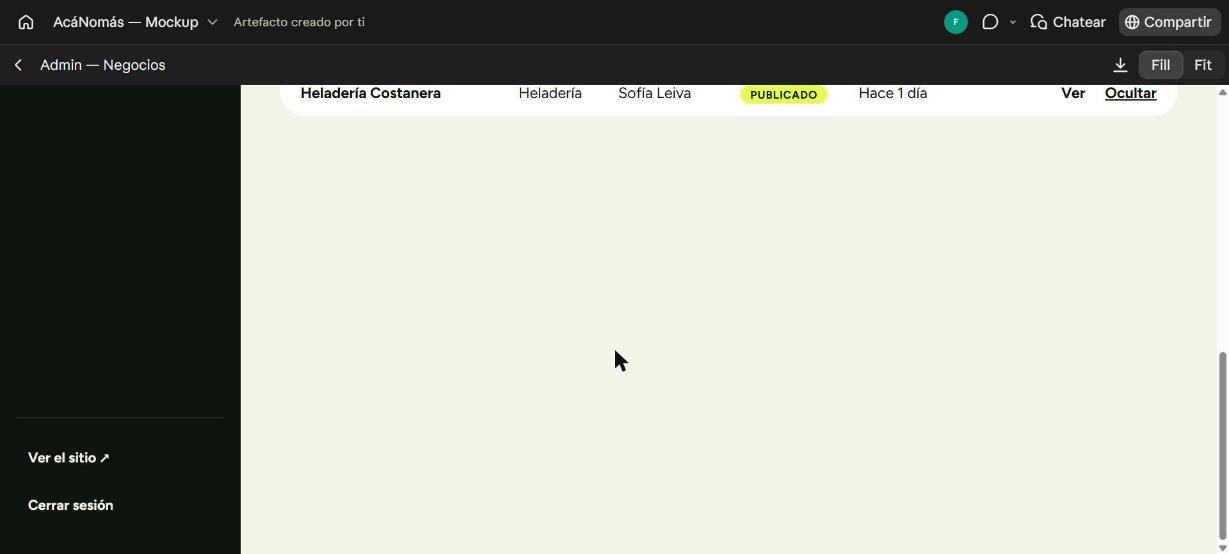 AcáNomás — Mockup Artefacto creado por ti F Chatear Compartir
Admin — Negocios Fill Fit
Heladería Costanera Heladería Sofía Leiva PUBLICADO Hace 1 día Ver Ocultar
Ver el sitio ↗
Cerrar sesión